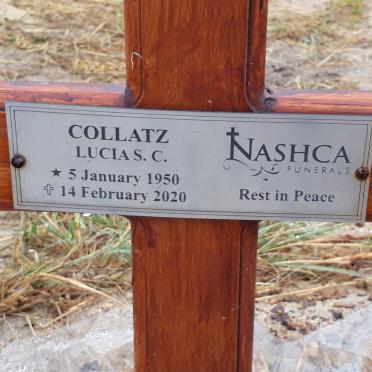 COLLATZ
LUCIA S. C.
★ 5 January 1950
✝ 14 February 2020
NASHCA
FUNERALS
Rest in Peace